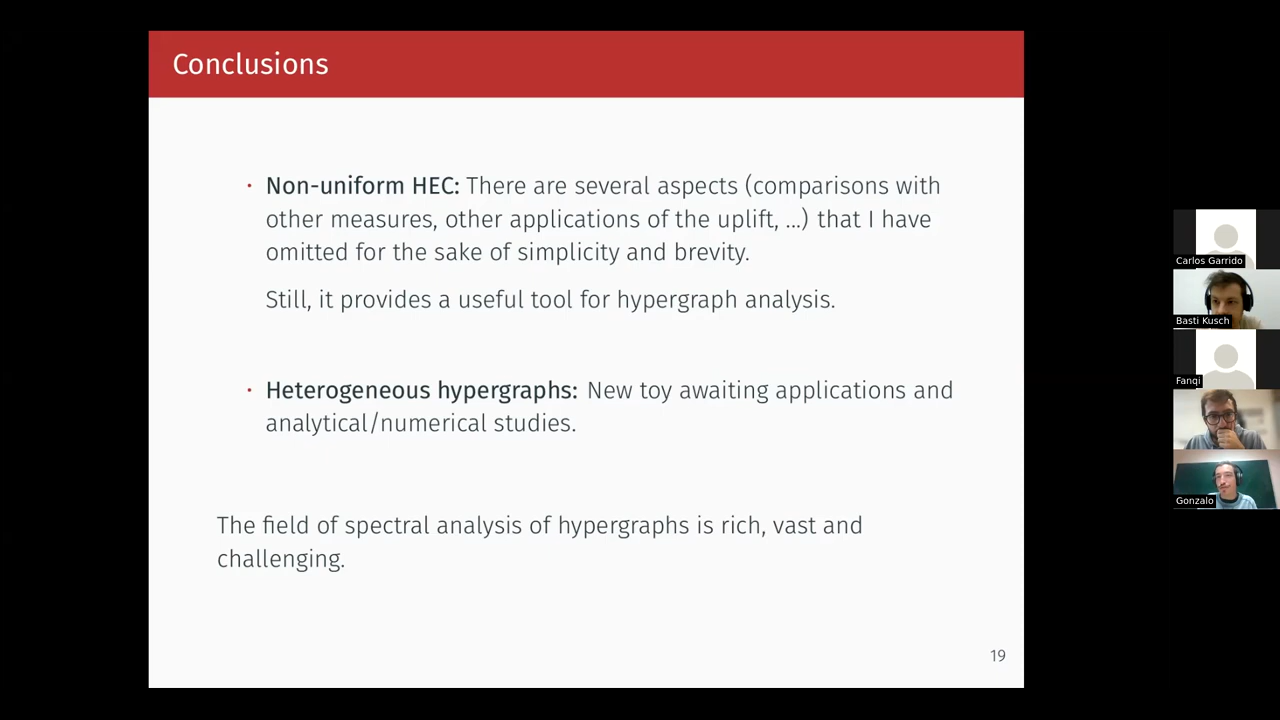 Conclusions
· Non-uniform HEC: There are several aspects (comparisons with
other measures, other applications of the uplift, ...) that I have
omitted for the sake of simplicity and brevity.
Still, it provides a useful tool for hypergraph analysis.
· Heterogeneous hypergraphs: New toy awaiting applications and
analytical/numerical studies.
The field of spectral analysis of hypergraphs is rich, vast and
challenging.
19
Carlos Garrido
Basti Kusch
Fanqi
Gonzalo